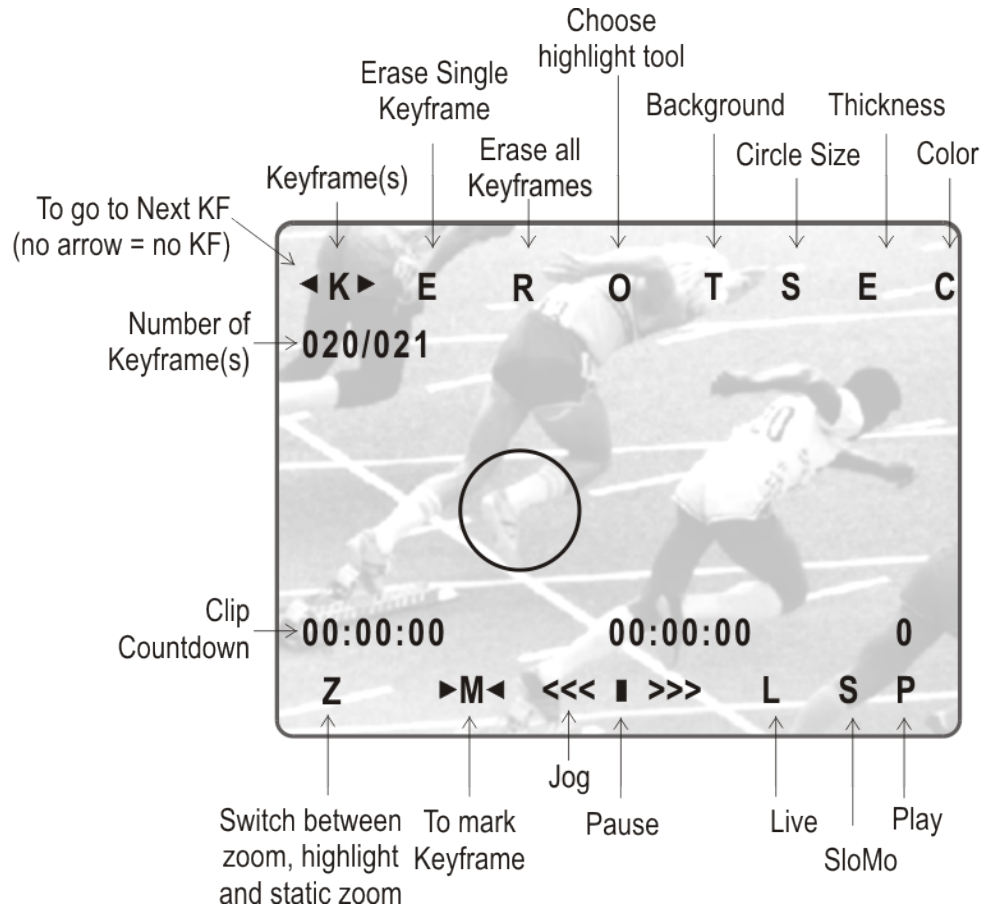 Choose
highlight tool
Erase Single
Keyframe
Background
Thickness
Erase all
Keyframes
Circle Size
Color
Keyframe(s)
To go to Next KF
(no arrow = no KF)
◄K► E R O T S E C
Number of
Keyframe(s)
020/021
Clip
Countdown
00:00:00 00:00:00 0
Z ►M◄ <<< ▮ >>> L S P
Jog
Switch between
zoom, highlight
and static zoom
To mark
Keyframe
Pause
Live
Play
SloMo